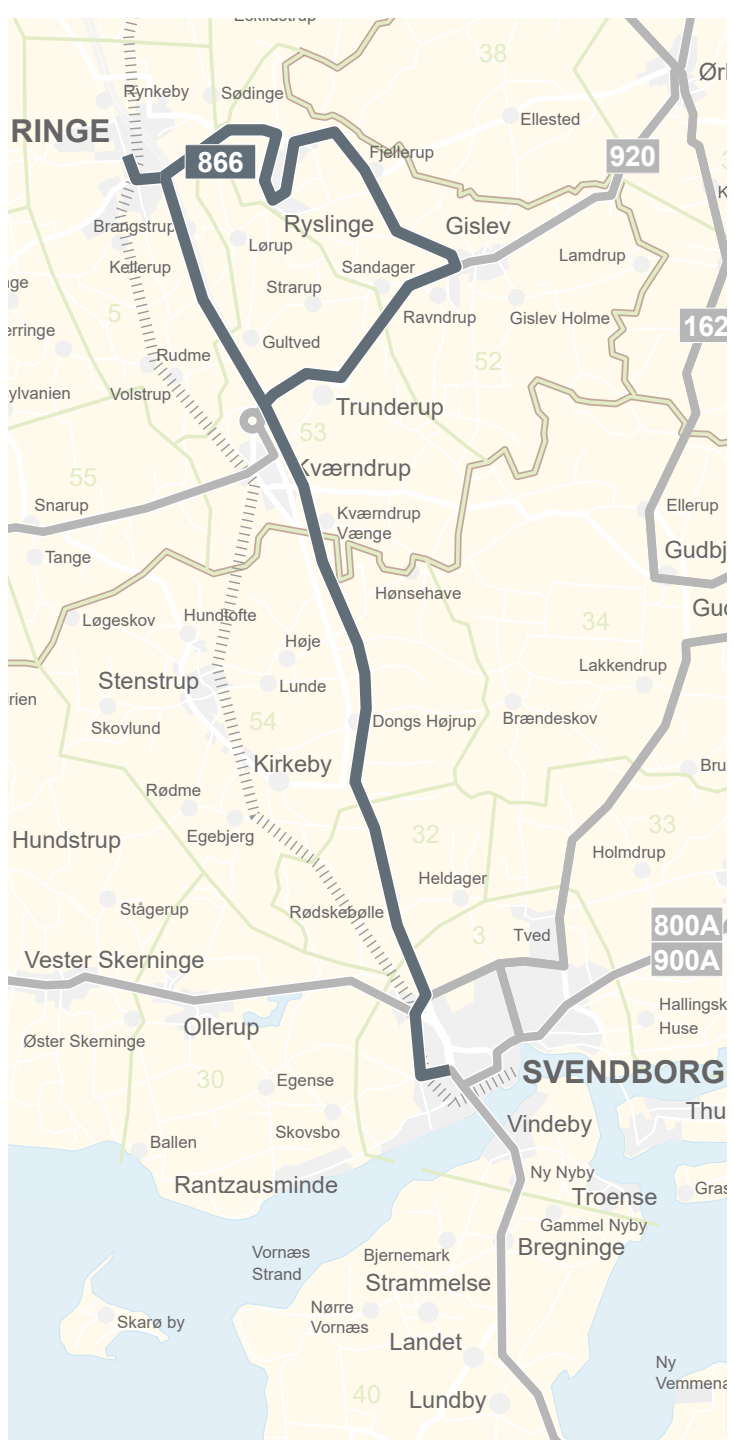 38
Rynkeby
Sødinge
Ellested
RINGE
866
Fjellerup
920
Brangstrup
Ryslinge
Gislev
Lørup
Kellerup
Sandager
Lamdrup
Strarup
Ravndrup
Gislev Holme
5
162
Gultved
Rudme
52
Volstrup
Trunderup
53
Kværndrup
55
Snarup
Kværndrup
Vænge
Ellerup
Tange
Hønsehave
Løgeskov
Hundtofte
34
Høje
Lakkendrup
Stenstrup
Lunde
Skovlund
54
Dongs Højrup
Brændeskov
Kirkeby
Rødme
Egebjerg
32
33
Hundstrup
Holmdrup
Heldager
Stågerup
Rødskebølle
3
Tved
800A
900A
Vester Skerninge
Ollerup
Øster Skerninge
Hallingsk
Huse
30
Egense
SVENDBORG
Skovsbo
Thu
Vindeby
Ballen
Rantzausminde
Ny Nyby
Troense
Gammel Nyby
Bregninge
Vornæs
Strand
Bjernemark
Strammelse
Nørre
Vornæs
Skarø by
Landet
Ny
40
Lundby